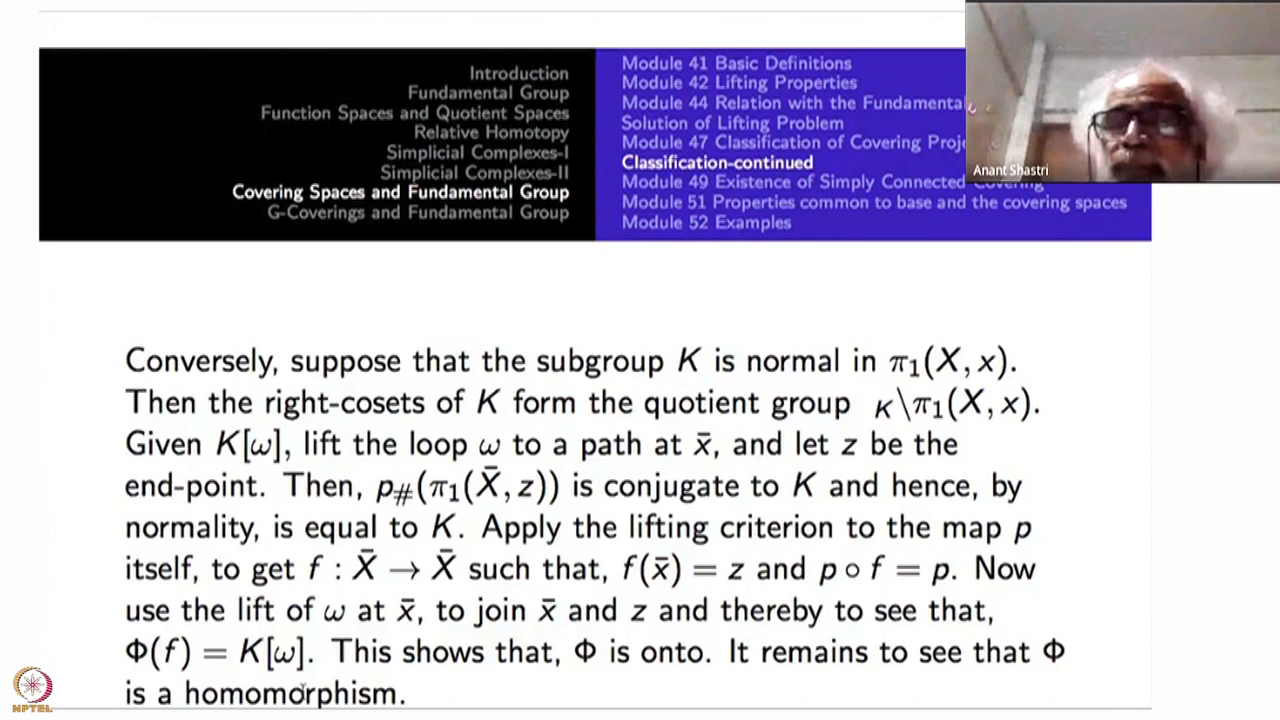 Introduction
Fundamental Group
Function Spaces and Quotient Spaces
Relative Homotopy
Simplicial Complexes-I
Simplicial Complexes-II
Covering Spaces and Fundamental Group
G-Coverings and Fundamental Group
Module 41 Basic Definitions
Module 42 Lifting Properties
Module 44 Relation with the Fundamental
Solution of Lifting Problem
Module 47 Classification of Covering Proje
Classification-continued
Module 49 Existence of Simply Connected Covering
Module 51 Properties common to base and the covering spaces
Module 52 Examples
Anant Shastri
Conversely, suppose that the subgroup K is normal in π₁(X, x).
Then the right-cosets of K form the quotient group K\π₁(X, x).
Given K[ω], lift the loop ω to a path at x̄, and let z be the
end-point. Then, p#(π₁(X̄, z)) is conjugate to K and hence, by
normality, is equal to K. Apply the lifting criterion to the map p
itself, to get f : X̄ → X̄ such that, f(x̄) = z and p ∘ f = p. Now
use the lift of ω at x̄, to join x̄ and z and thereby to see that,
Φ(f) = K[ω]. This shows that, Φ is onto. It remains to see that Φ
is a homomorphism.
NPTEL